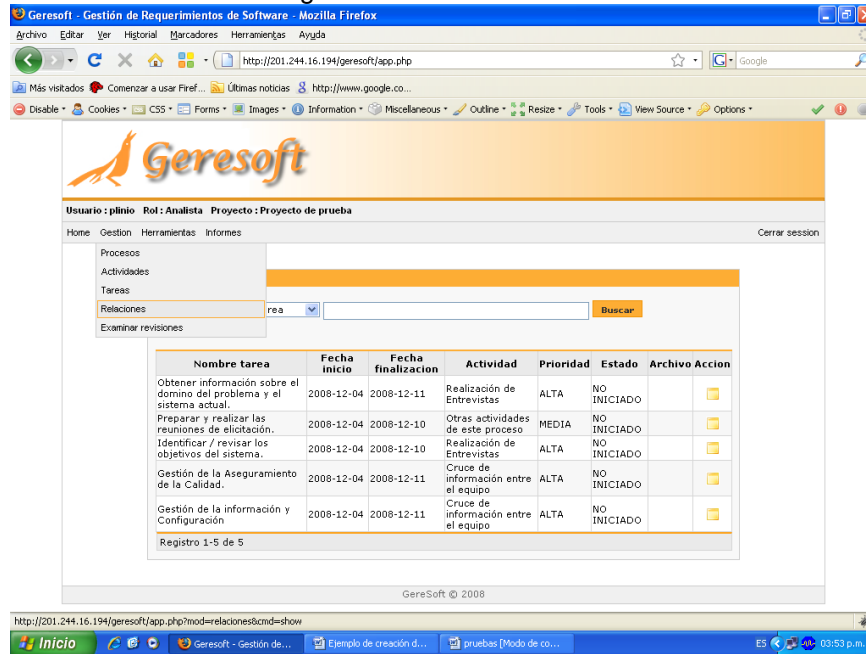 Geresoft - Gestión de Requerimientos de Software - Mozilla Firefox
Archivo Editar Ver Historial Marcadores Herramientas Ayuda
http://201.244.16.194/geresoft/app.php
Google
Más visitados Comenzar a usar Firef... Últimas noticias http://www.google.co...
Disable Cookies CSS Forms Images Information Miscellaneous Outline Resize Tools View Source Options
Geresoft
Usuario : plinio Rol : Analista Proyecto : Proyecto de prueba
Home Gestion Herramientas Informes Cerrar session
Procesos
Actividades
Tareas
Relaciones
Examinar revisiones
rea
Buscar
Nombre tarea Fecha inicio Fecha finalizacion Actividad Prioridad Estado Archivo Accion
Obtener información sobre el domino del problema y el sistema actual. 2008-12-04 2008-12-11 Realización de Entrevistas ALTA NO INICIADO
Preparar y realizar las reuniones de elicitación. 2008-12-04 2008-12-10 Otras actividades de este proceso MEDIA NO INICIADO
Identificar / revisar los objetivos del sistema. 2008-12-04 2008-12-10 Realización de Entrevistas ALTA NO INICIADO
Gestión de la Aseguramiento de la Calidad. 2008-12-04 2008-12-11 Cruce de información entre el equipo ALTA NO INICIADO
Gestión de la información y Configuración 2008-12-04 2008-12-11 Cruce de información entre el equipo ALTA NO INICIADO
Registro 1-5 de 5
GereSoft © 2008
http://201.244.16.194/geresoft/app.php?mod=relaciones&cmd=show
Inicio Geresoft - Gestión de... Ejemplo de creación d... pruebas [Modo de co... ES 03:53 p.m.